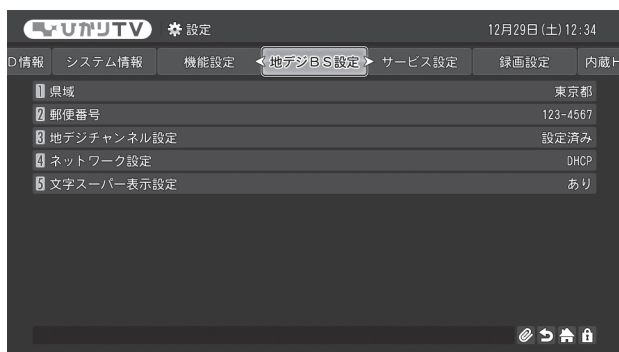 ひかりTV 設定 12月29日(土)12:34
D情報 システム情報 機能設定 地デジBS設定 サービス設定 録画設定 内蔵H
1 県域 東京都
2 郵便番号 123-4567
3 地デジチャンネル設定 設定済み
4 ネットワーク設定 DHCP
5 文字スーパー表示設定 あり